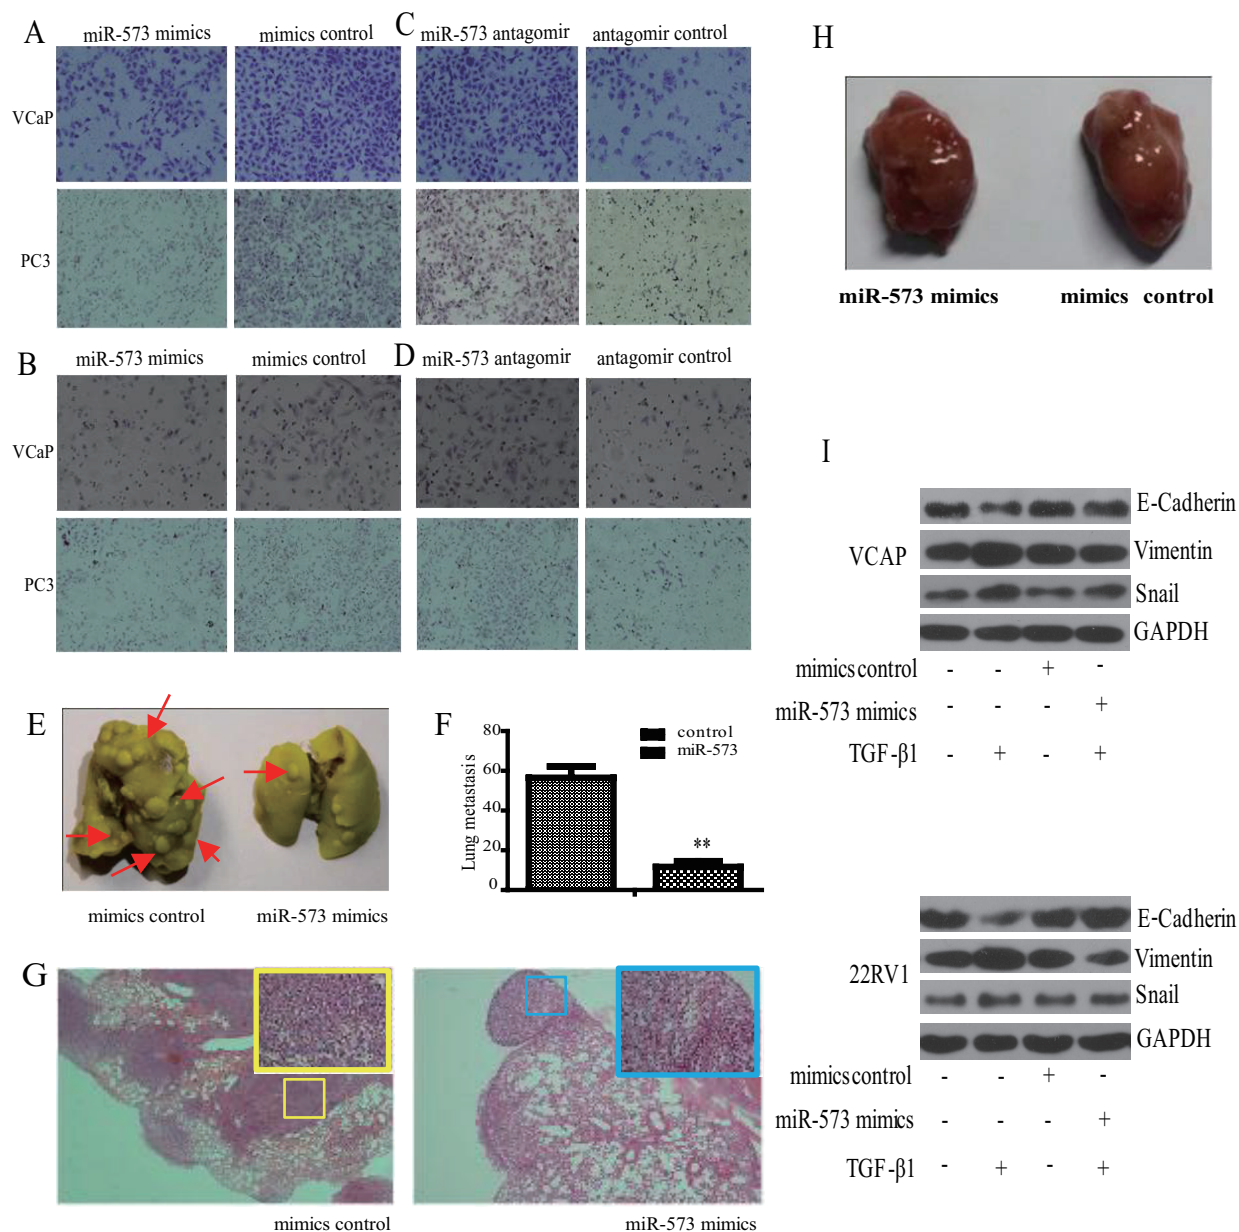 A
miR-573 mimics
mimics control
VCaP
PC3
C
miR-573 antagomir
antagomir control
B
miR-573 mimics
mimics control
VCaP
PC3
D
miR-573 antagomir
antagomir control
E
mimics control
miR-573 mimics
F
80
60
40
20
0
Lung metastasis
control
miR-573
**
G
mimics control
miR-573 mimics
H
miR-573 mimics
mimics control
I
VCAP
E-Cadherin
Vimentin
Snail
GAPDH
mimics control - - + -
miR-573 mimics - - - +
TGF-β1 - + - +
22RV1
E-Cadherin
Vimentin
Snail
GAPDH
mimics control - - + -
miR-573 mimics - - - +
TGF-β1 - + - +